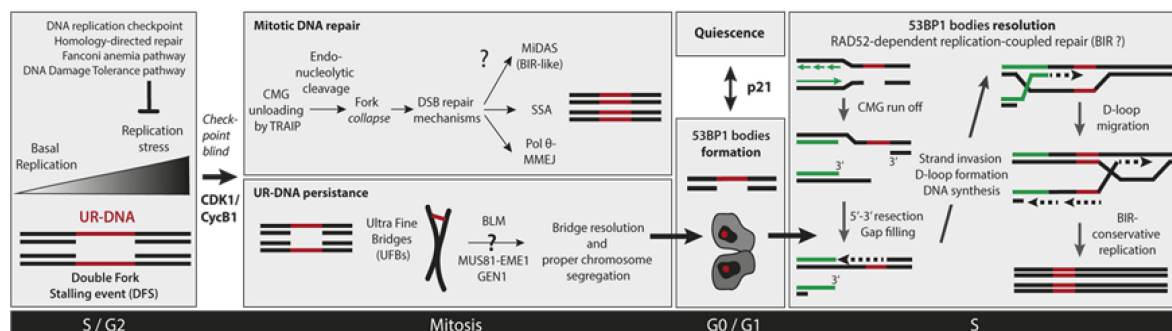 DNA replication checkpoint
Homology-directed repair
Fanconi anemia pathway
DNA Damage Tolerance pathway
Replication
stress
Basal
Replication
UR-DNA
Double Fork
Stalling event (DFS)
Check-
point
blind
CDK1/
CycB1
Mitotic DNA repair
CMG
unloading
by TRAIP
Endo-
nucleolytic
cleavage
Fork
collapse
DSB repair
mechanisms
?
MiDAS
(BIR-like)
SSA
Pol θ-
MMEJ
UR-DNA persistance
Ultra Fine
Bridges
(UFBs)
BLM
?
MUS81-EME1
GEN1
Bridge resolution
and
proper chromosome
segregation
Quiescence
p21
53BP1 bodies
formation
53BP1 bodies resolution
RAD52-dependent replication-coupled repair (BIR ?)
CMG run off
3'
3'
5'-3' resection
Gap filling
3'
Strand invasion
D-loop formation
DNA synthesis
D-loop
migration
BIR-
conservative
replication
S / G2
Mitosis
G0 / G1
S